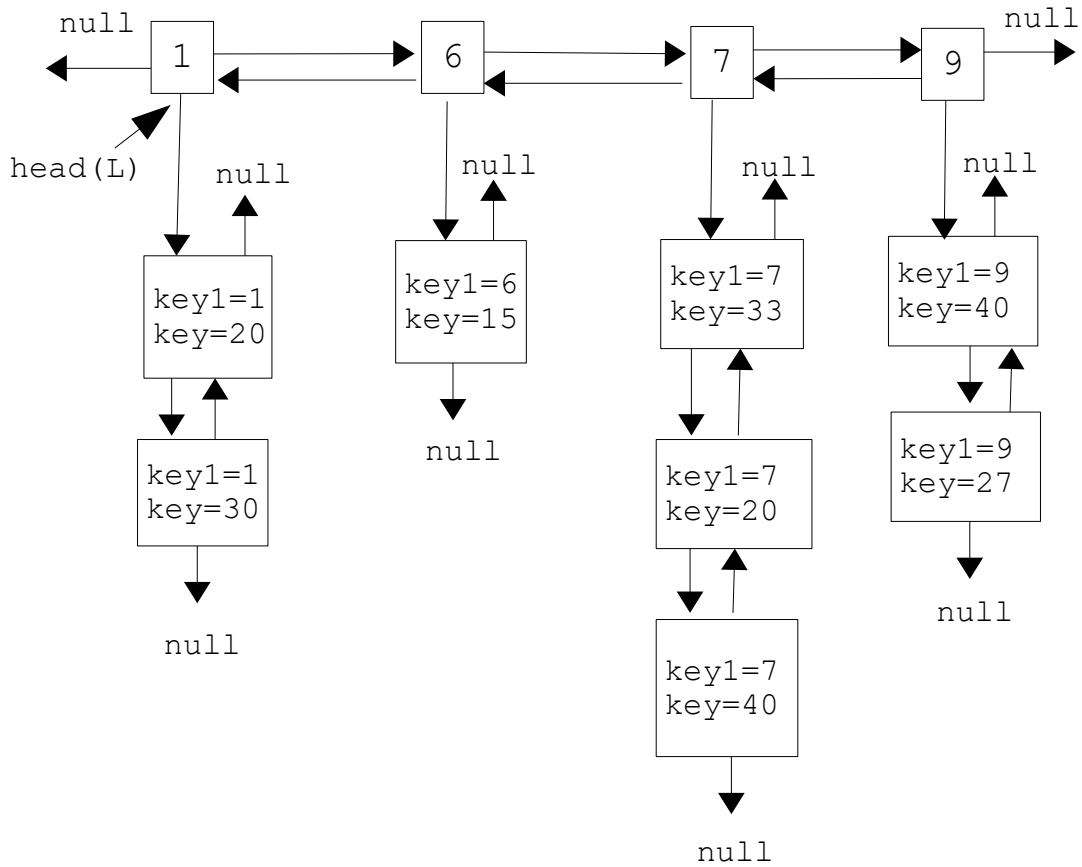 null
null
1
6
7
9
head(L)
null
null
null
null
key1=1
key=20
key1=6
key=15
key1=7
key=33
key1=9
key=40
null
key1=1
key=30
key1=7
key=20
key1=9
key=27
null
null
key1=7
key=40
null